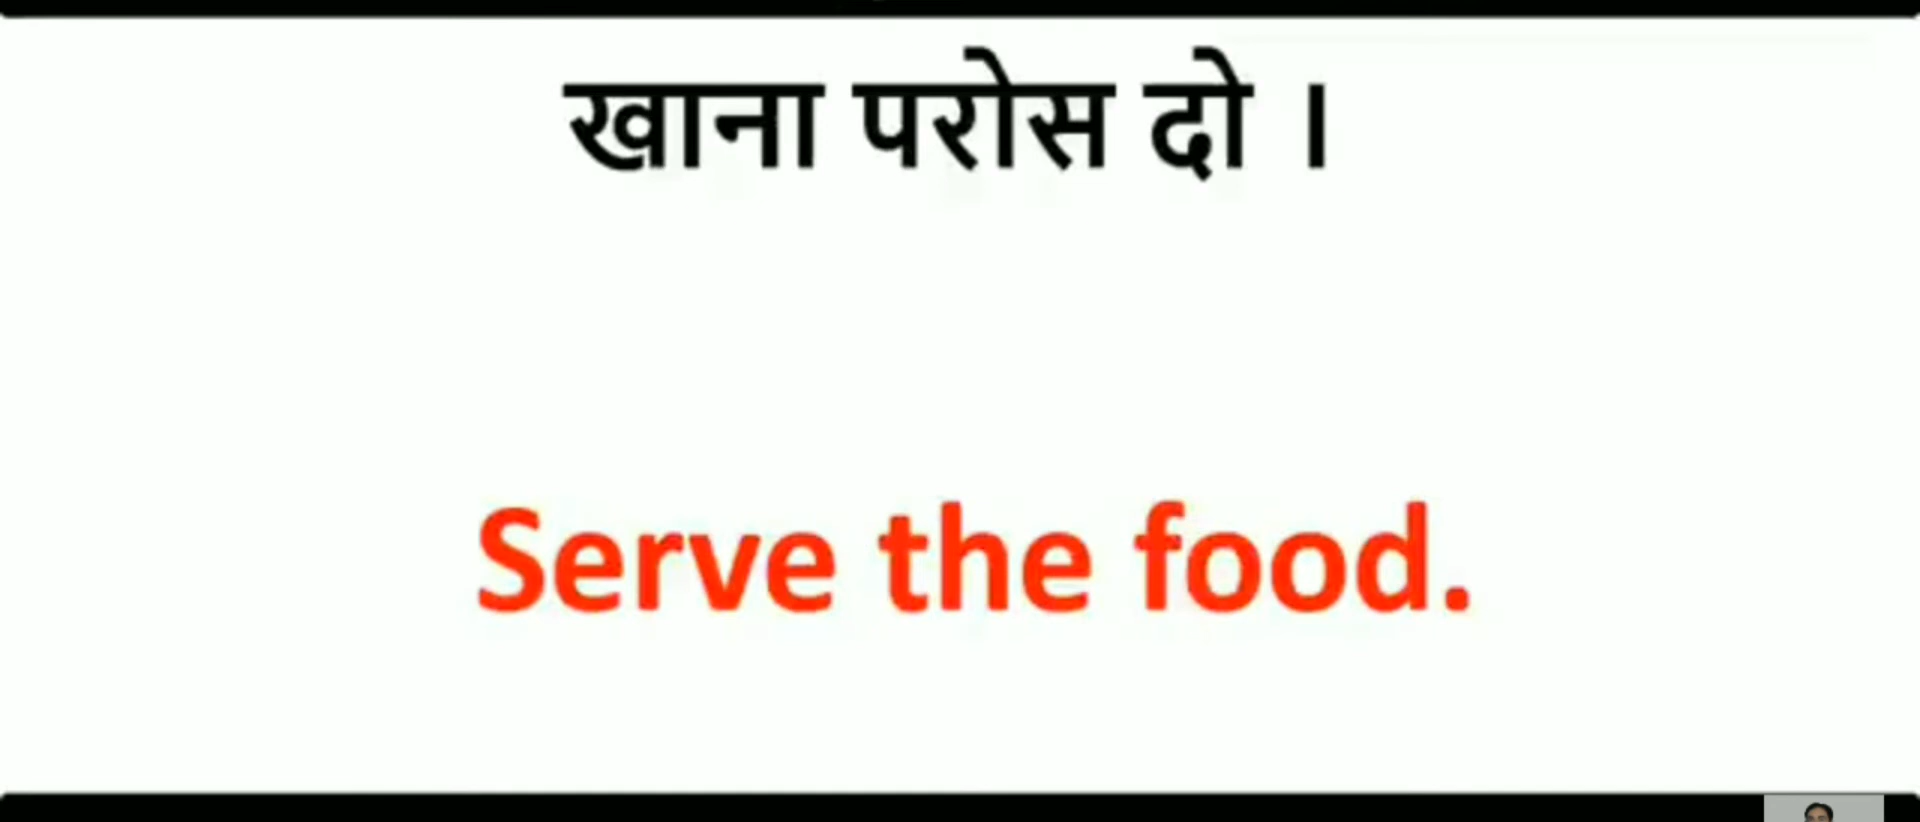 खाना परोस दो ।
Serve the food.